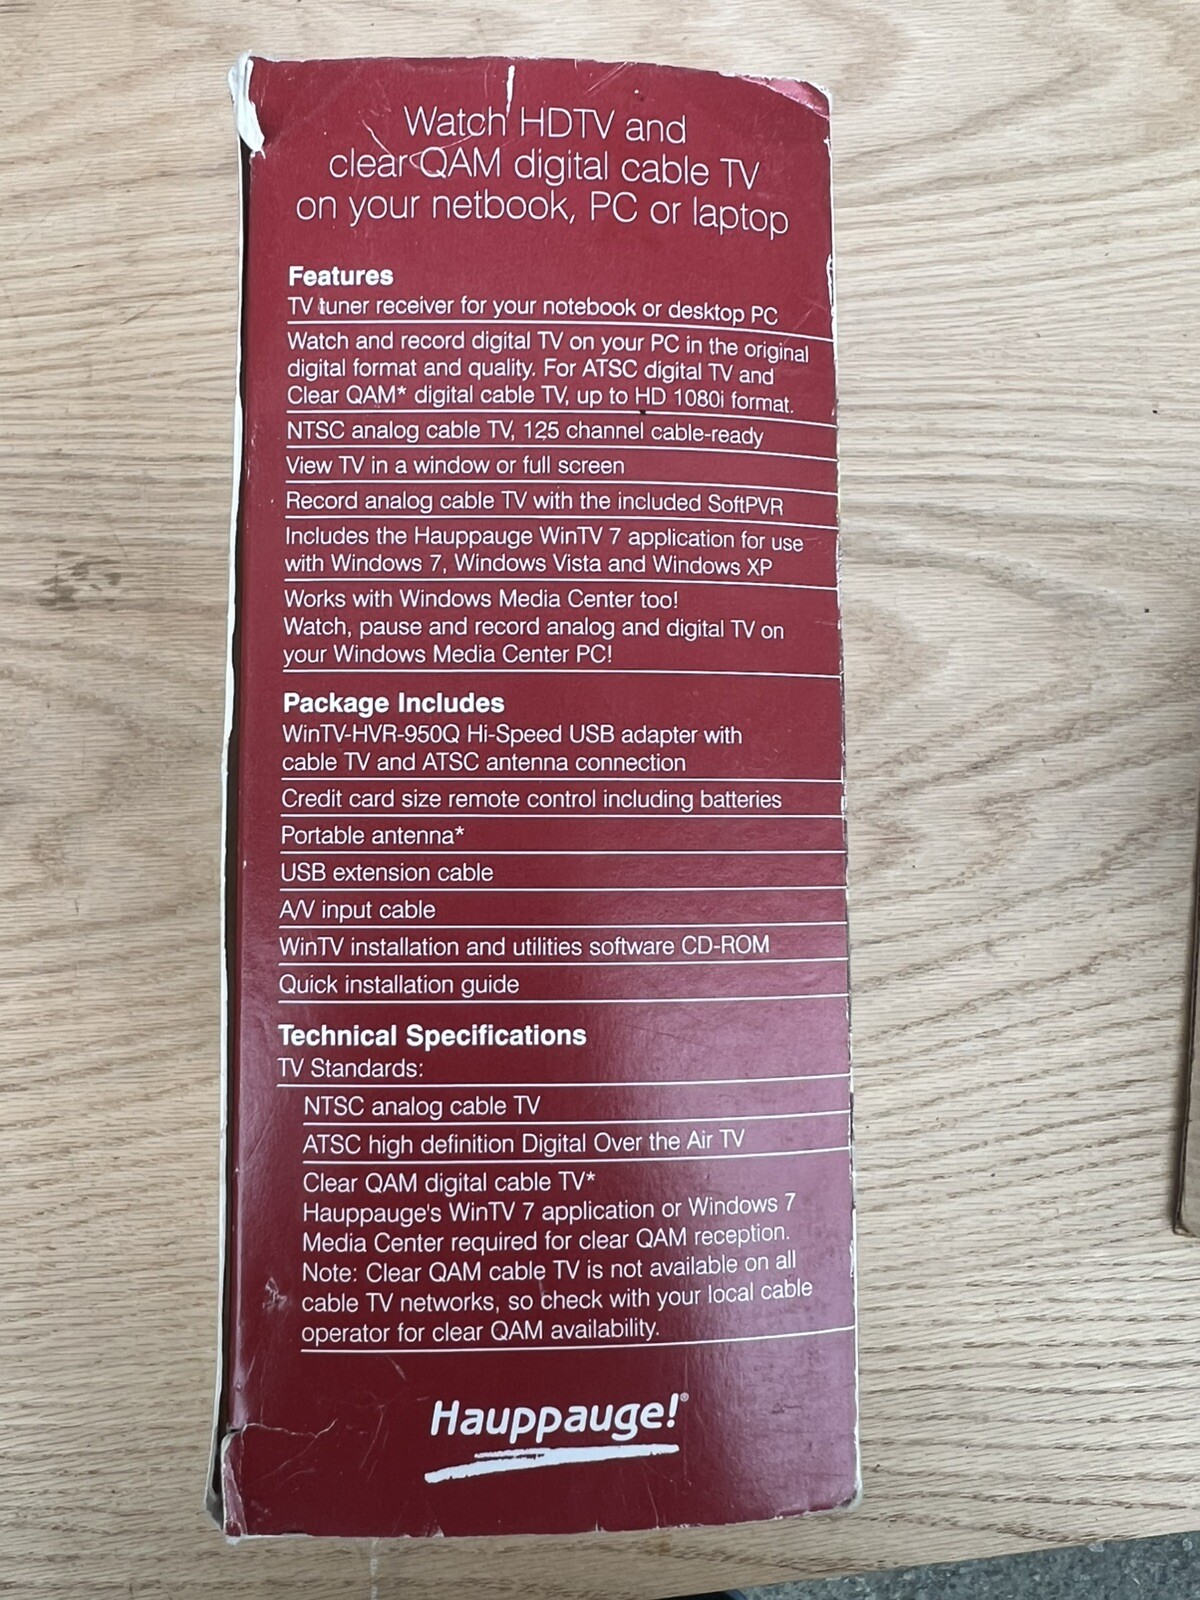 Watch HDTV and
clear QAM digital cable TV
on your netbook, PC or laptop
Features
TV tuner receiver for your notebook or desktop PC
Watch and record digital TV on your PC in the original
digital format and quality. For ATSC digital TV and
Clear QAM* digital cable TV, up to HD 1080i format.
NTSC analog cable TV, 125 channel cable-ready
View TV in a window or full screen
Record analog cable TV with the included SoftPVR
Includes the Hauppauge WinTV 7 application for use
with Windows 7, Windows Vista and Windows XP
Works with Windows Media Center too!
Watch, pause and record analog and digital TV on
your Windows Media Center PC!
Package Includes
WinTV-HVR-950Q Hi-Speed USB adapter with
cable TV and ATSC antenna connection
Credit card size remote control including batteries
Portable antenna*
USB extension cable
A/V input cable
WinTV installation and utilities software CD-ROM
Quick installation guide
Technical Specifications
TV Standards:
NTSC analog cable TV
ATSC high definition Digital Over the Air TV
Clear QAM digital cable TV*
Hauppauge's WinTV 7 application or Windows 7
Media Center required for clear QAM reception.
Note: Clear QAM cable TV is not available on all
cable TV networks, so check with your local cable
operator for clear QAM availability.
Hauppauge!®